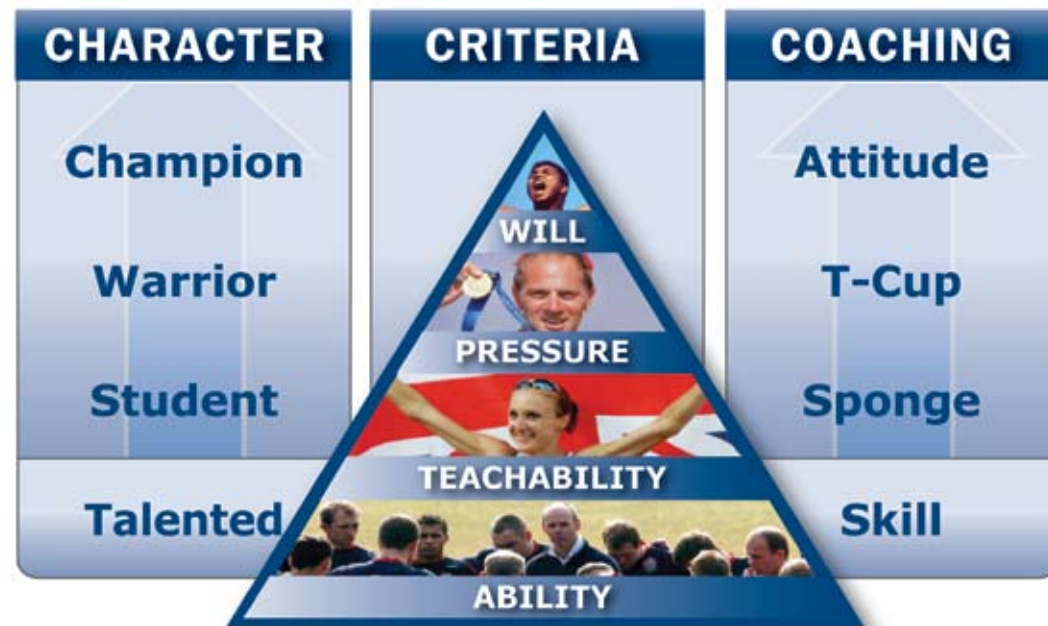 CHARACTER
CRITERIA
COACHING
Champion
WILL
Attitude
Warrior
PRESSURE
T-Cup
Student
TEACHABILITY
Sponge
Talented
ABILITY
Skill